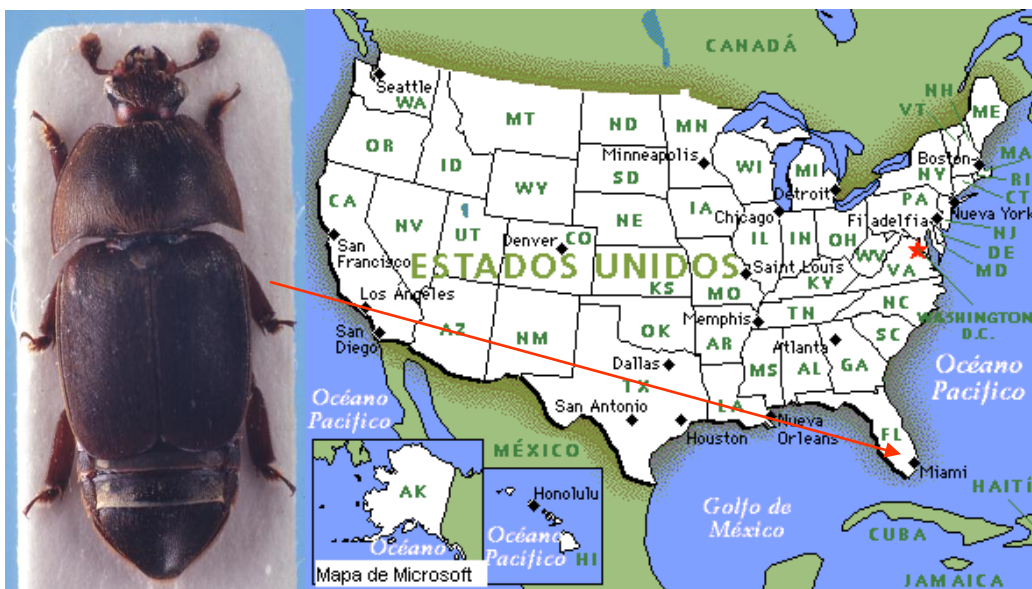 CANADÁ
Seattle
WA
MT
ND
MN
OR
ID
Minneapolis
WI
MI
SD
WY
NH
VT
ME
Boston
MA
NY
RI
CT
Detroit
PA
Nueva York
Filadelfia
NJ
DE
MD
CA
NV
UT
NE
IA
Chicago
IL
IN
OH
WV
VA
San
Francisco
Denver
CO
ESTADOS UNIDOS
KS
Saint Louis
MO
KY
WASHINGTON
D.C.
Los Angeles
San
Diego
AZ
NM
OK
AR
Memphis
TN
NC
SC
Atlanta
MS
AL
GA
Dallas
TX
LA
San Antonio
Houston
Nueva
Orleans
FL
Miami
Océano
Pacífico
Océano
Pacífico
MÉXICO
Golfo de
México
HAITÍ
CUBA
JAMAICA
AK
Océano
Honolulu
Océano
Pacífico
HI
Mapa de Microsoft